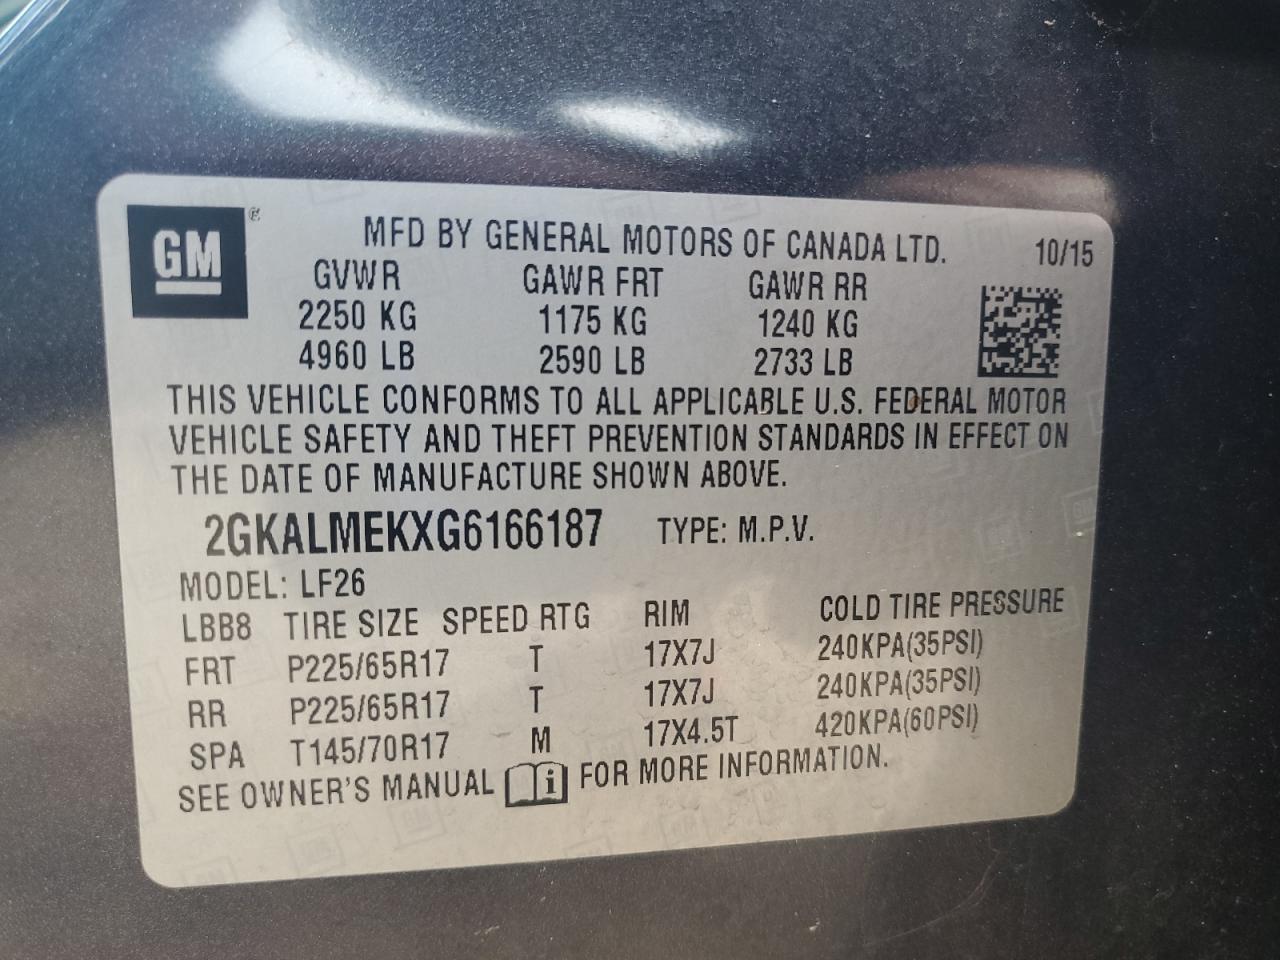 GM ®
MFD BY GENERAL MOTORS OF CANADA LTD. 10/15
GVWR GAWR FRT GAWR RR
2250 KG 1175 KG 1240 KG
4960 LB 2590 LB 2733 LB
THIS VEHICLE CONFORMS TO ALL APPLICABLE U.S. FEDERAL MOTOR
VEHICLE SAFETY AND THEFT PREVENTION STANDARDS IN EFFECT ON
THE DATE OF MANUFACTURE SHOWN ABOVE.
2GKALMEKXG6166187 TYPE: M.P.V.
MODEL: LF26
LBB8 TIRE SIZE SPEED RTG RIM COLD TIRE PRESSURE
FRT P225/65R17 T 17X7J 240KPA(35PSI)
RR P225/65R17 T 17X7J 240KPA(35PSI)
SPA T145/70R17 M 17X4.5T 420KPA(60PSI)
SEE OWNER'S MANUAL i FOR MORE INFORMATION.